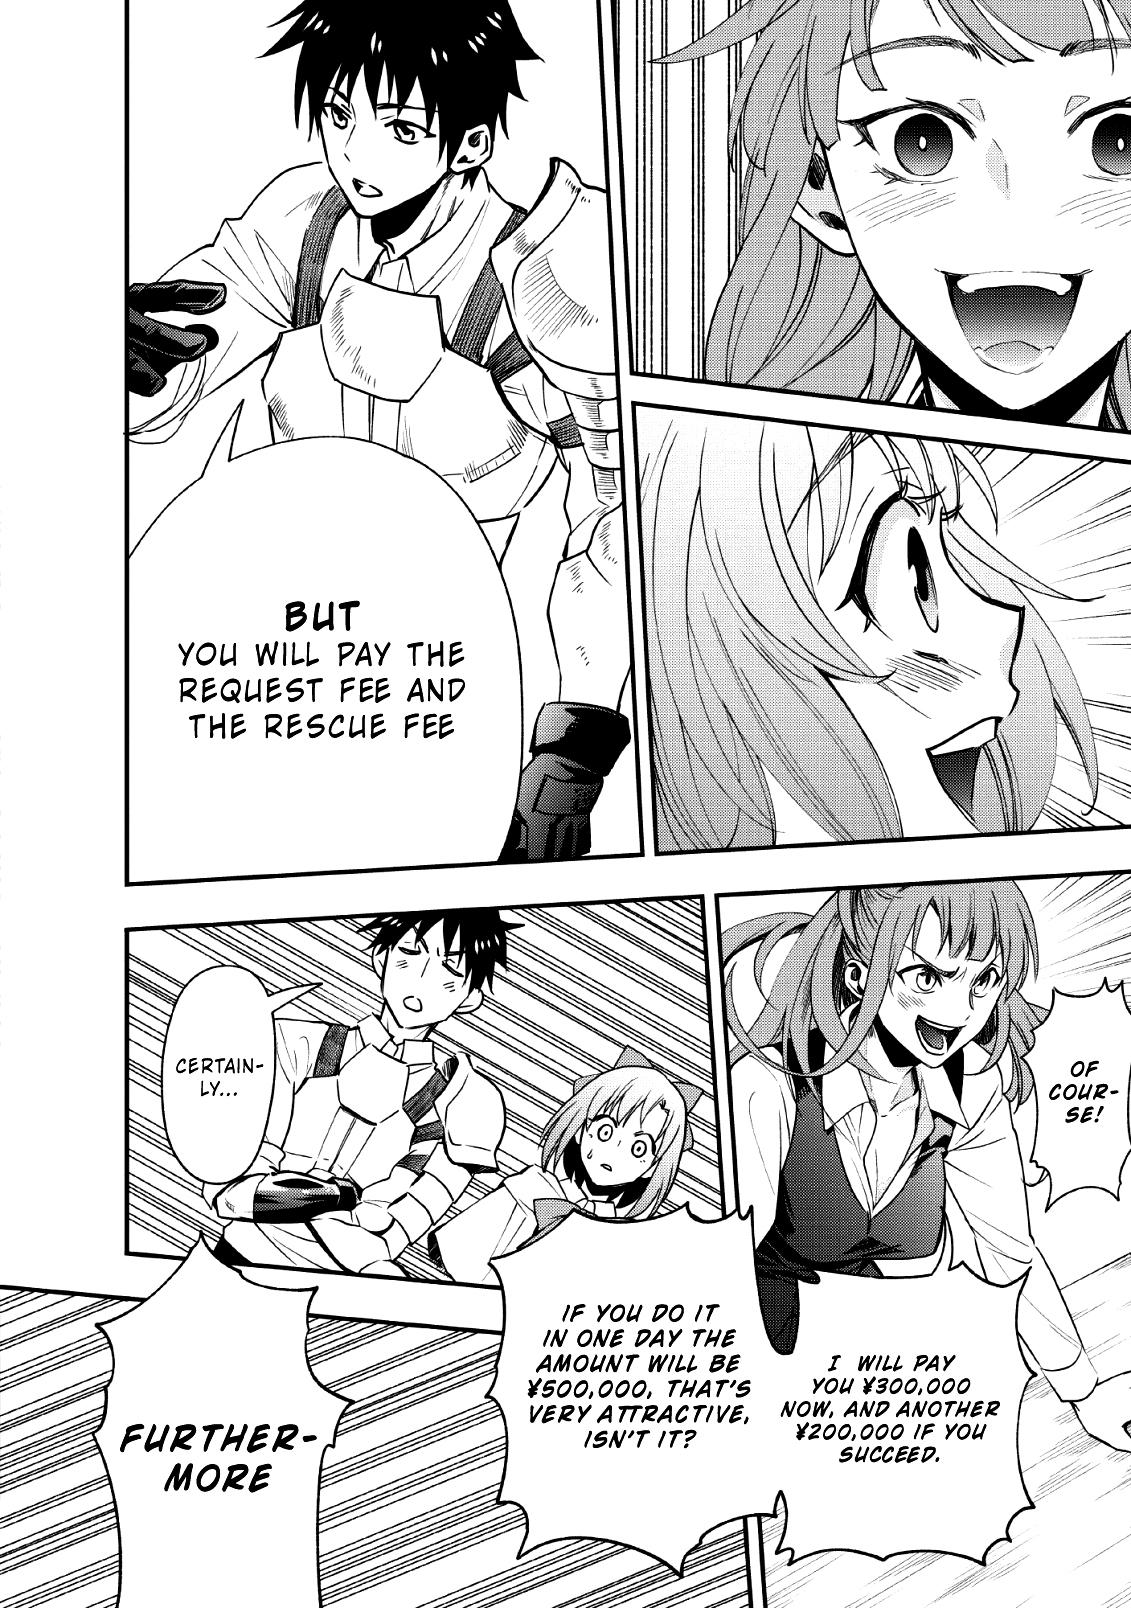 BUT
YOU WILL PAY THE
REQUEST FEE AND
THE RESCUE FEE
OF
COUR-
SE!
I WILL PAY
YOU ¥300,000
NOW, AND ANOTHER
¥200,000 IF YOU
SUCCEED.
IF YOU DO IT
IN ONE DAY THE
AMOUNT WILL BE
¥500,000, THAT'S
VERY ATTRACTIVE,
ISN'T IT?
CERTAIN-
LY...
FURTHER-
MORE